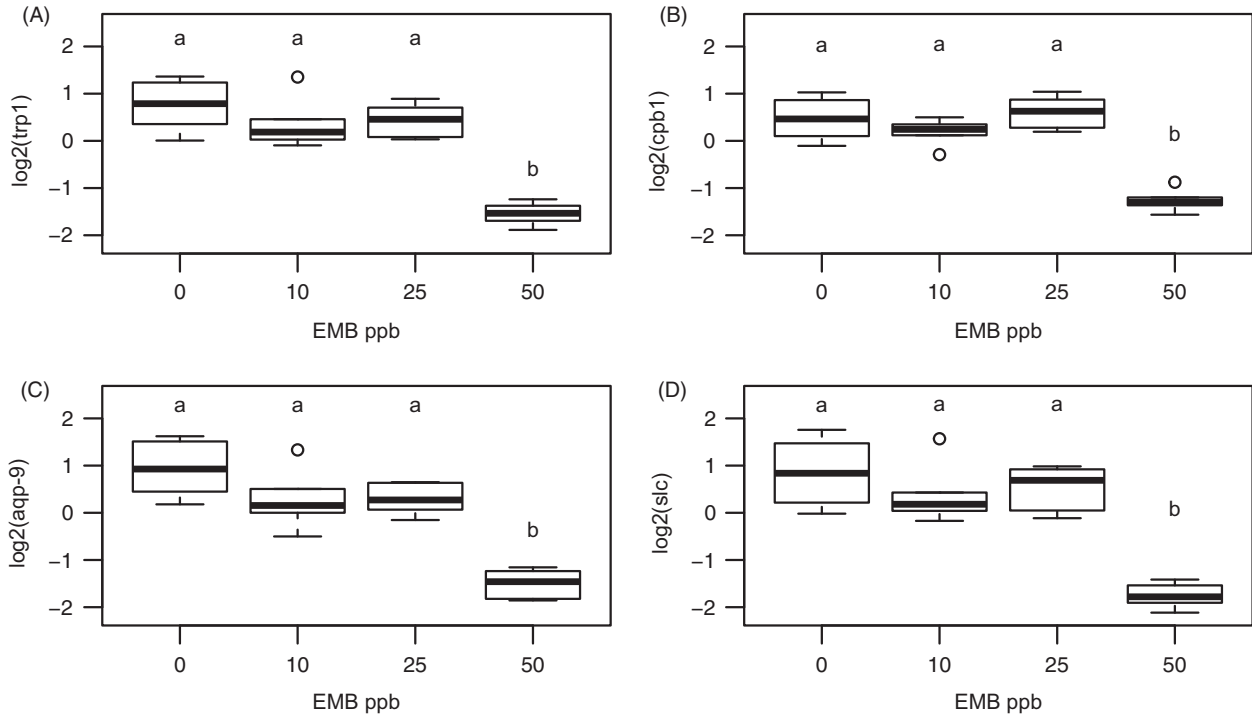 (A)
a a a
b
2
1
0
−1
−2
log2(trp1)
0 10 25 50
EMB ppb
(B)
a a a
b
2
1
0
−1
−2
log2(cpb1)
0 10 25 50
EMB ppb
(C)
a a a
b
2
1
0
−1
−2
log2(aqp-9)
0 10 25 50
EMB ppb
(D)
a a a
b
2
1
0
−1
−2
log2(slc)
0 10 25 50
EMB ppb